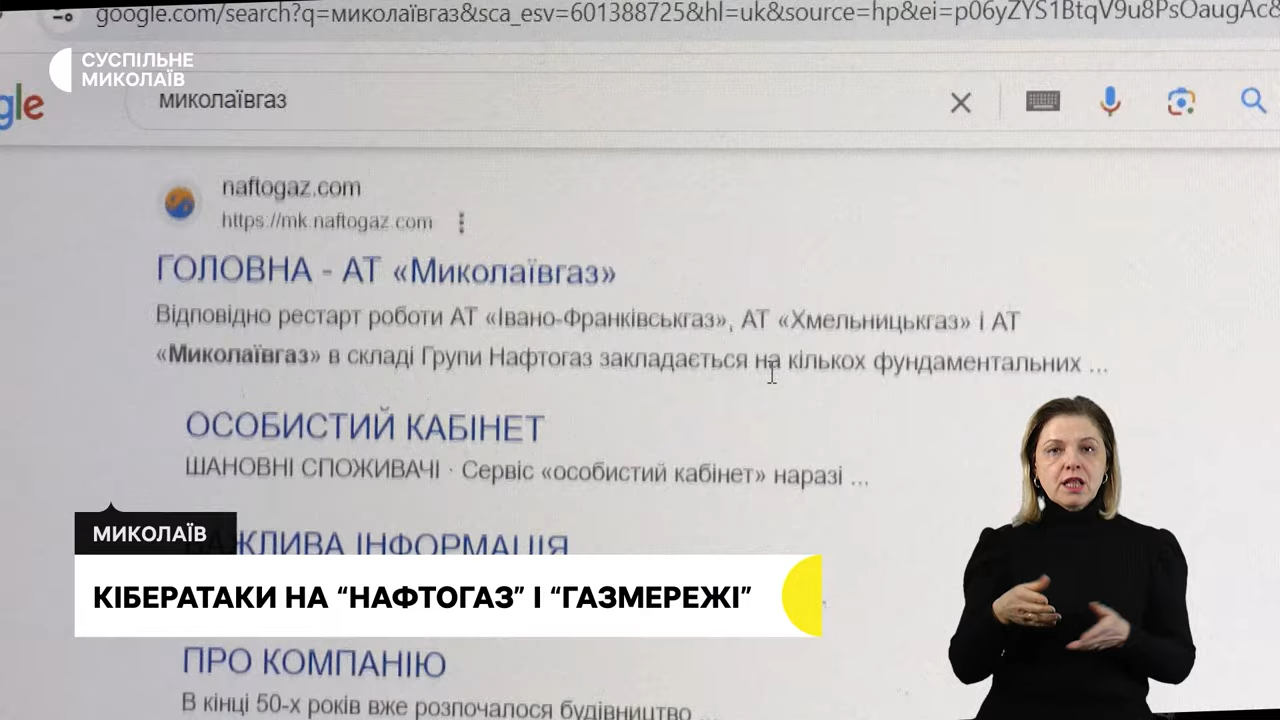 google.com/search?q=миколаївгаз&sca_esv=601388725&hl=uk&source=hp&ei=p06yZYS1BtqV9u8PsOaugAc&
СУСПІЛЬНЕ
МИКОЛАЇВ
gle
миколаївгаз
naftogaz.com
https://mk.naftogaz.com
ГОЛОВНА - АТ «Миколаївгаз»
Відповідно рестарт роботи АТ «Івано-Франківськгаз», АТ «Хмельницькгаз» і АТ
«Миколаївгаз» в складі Групи Нафтогаз закладається на кількох фундаментальних ...
ОСОБИСТИЙ КАБІНЕТ
ШАНОВНІ СПОЖИВАЧІ · Сервіс «особистий кабінет» наразі ...
МИКОЛАЇВ
ВАЖЛИВА ІНФОРМАЦІЯ
КІБЕРАТАКИ НА “НАФТОГАЗ” І “ГАЗМЕРЕЖІ”
ПРО КОМПАНІЮ
В кінці 50-х років вже розпочалося будівництво ...